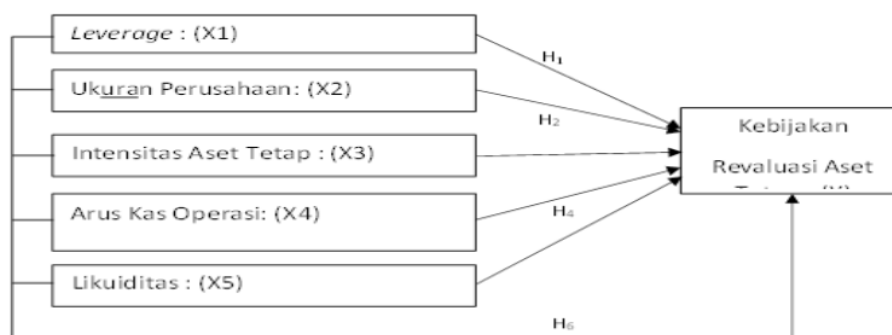 Leverage : (X1)
H₁
Ukuran Perusahaan: (X2)
H₂
Kebijakan
Intensitas Aset Tetap : (X3)
Revaluasi Aset
Arus Kas Operasi: (X4)
H₄
Likuiditas : (X5)
H₆